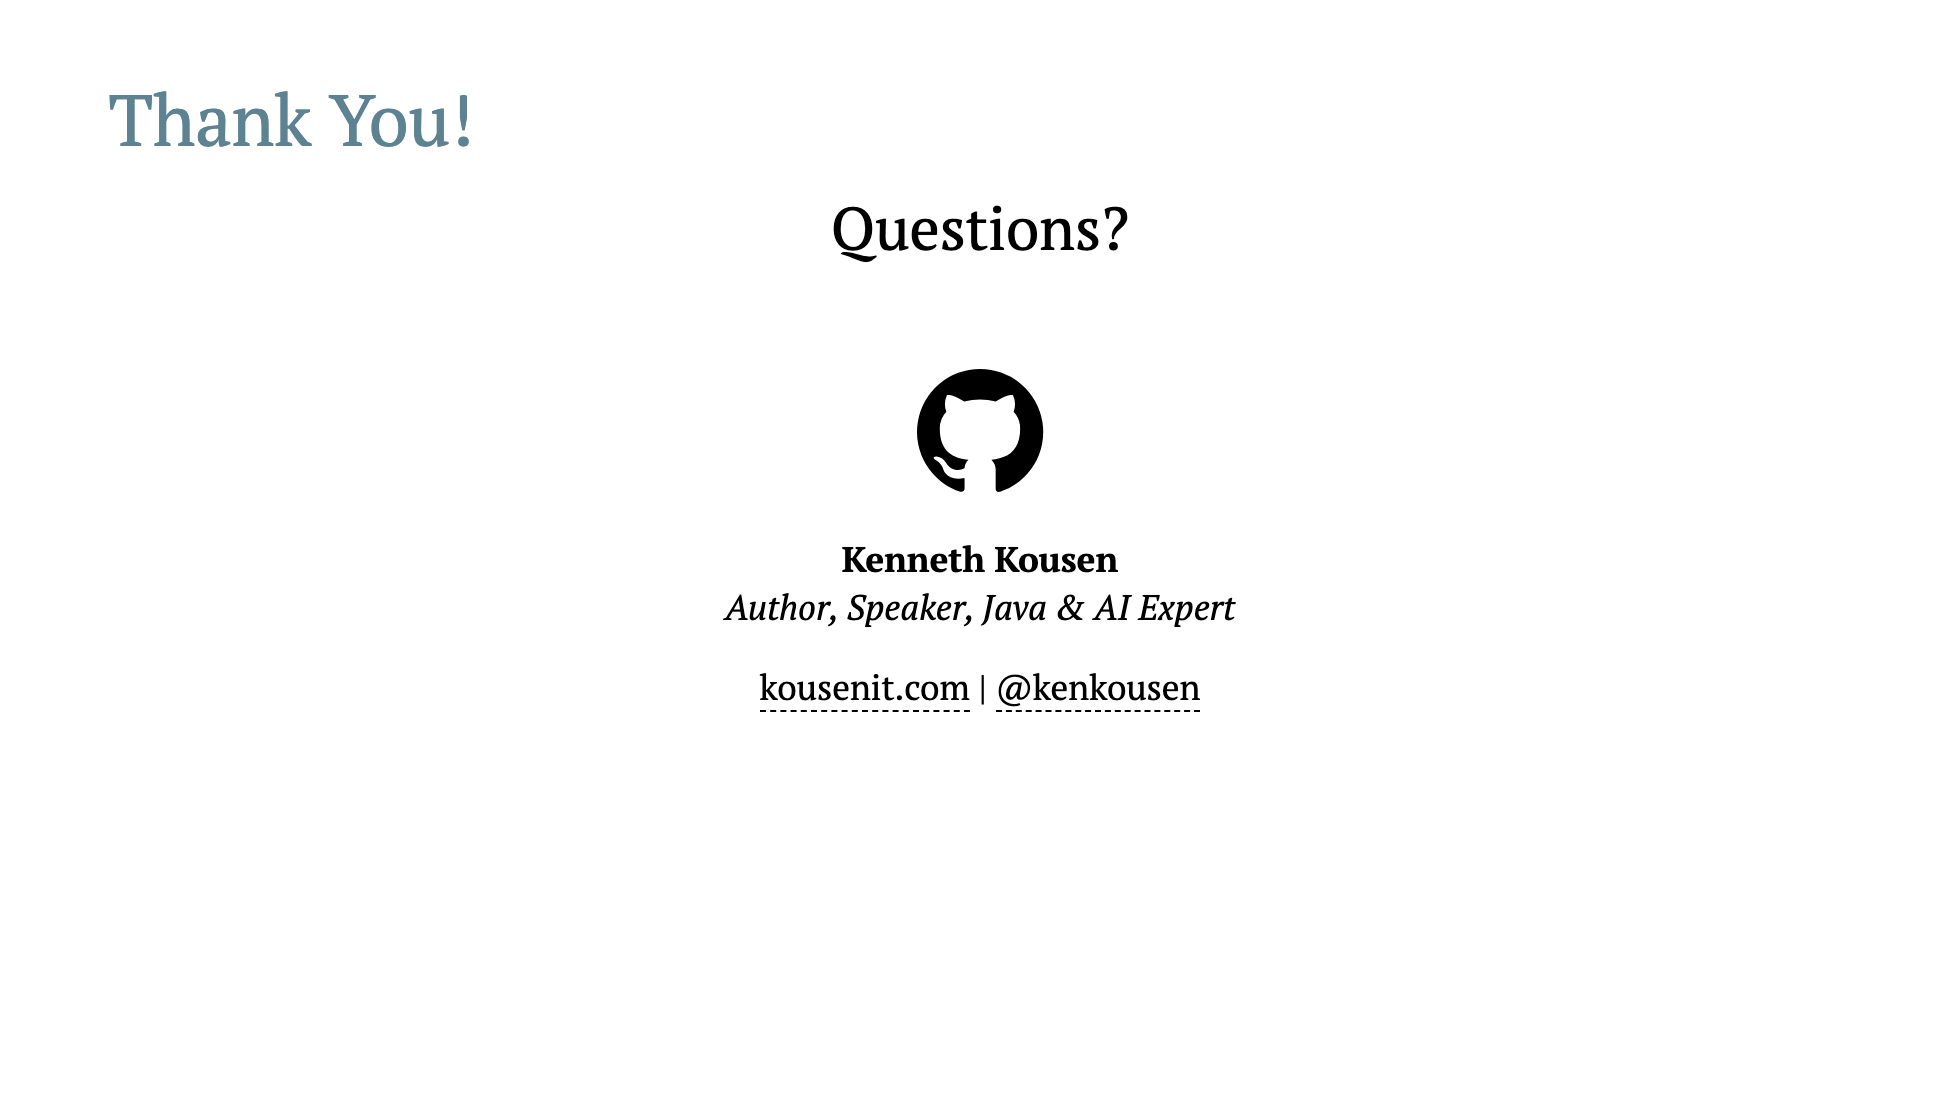 Thank You!
Questions?
Kenneth Kousen
Author, Speaker, Java & AI Expert
kousenit.com | @kenkousen